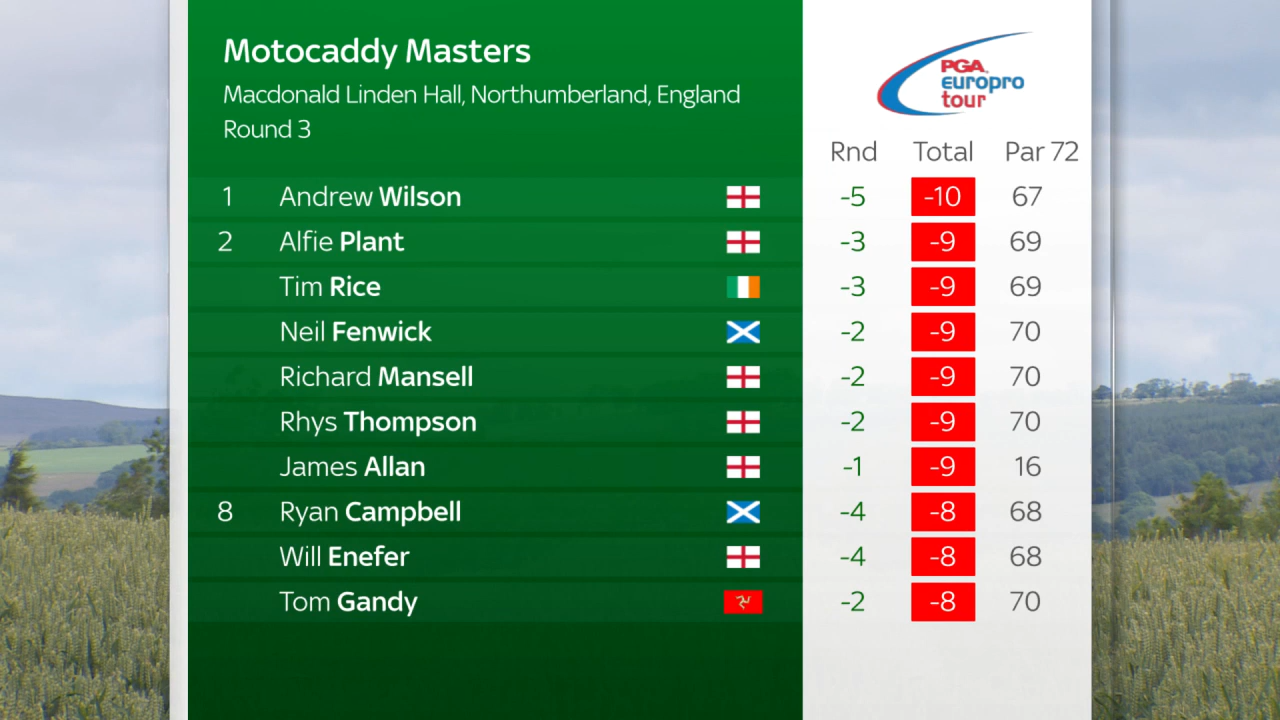 Motocaddy Masters
Macdonald Linden Hall, Northumberland, England
Round 3
PGA
europro
tour
Rnd Total Par 72
1 Andrew Wilson -5 -10 67
2 Alfie Plant -3 -9 69
Tim Rice -3 -9 69
Neil Fenwick -2 -9 70
Richard Mansell -2 -9 70
Rhys Thompson -2 -9 70
James Allan -1 -9 16
8 Ryan Campbell -4 -8 68
Will Enefer -4 -8 68
Tom Gandy -2 -8 70